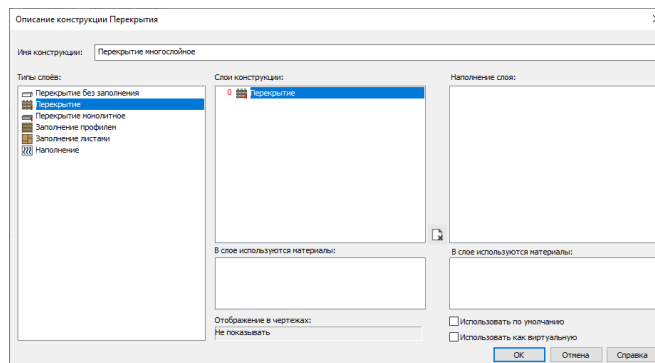 Описание конструкции Перекрытия
Имя конструкции: Перекрытие многослойное
Типы слоёв:
Перекрытие без заполнения
Перекрытие
Перекрытие монолитное
Заполнение профилем
Заполнение листами
Наполнение
Слои конструкции:
0 Перекрытие
В слое используются материалы:
Отображение в чертежах:
Не показывать
Наполнение слоя:
В слое используются материалы:
Использовать по умолчанию
Использовать как виртуальную
OK Отмена Справка